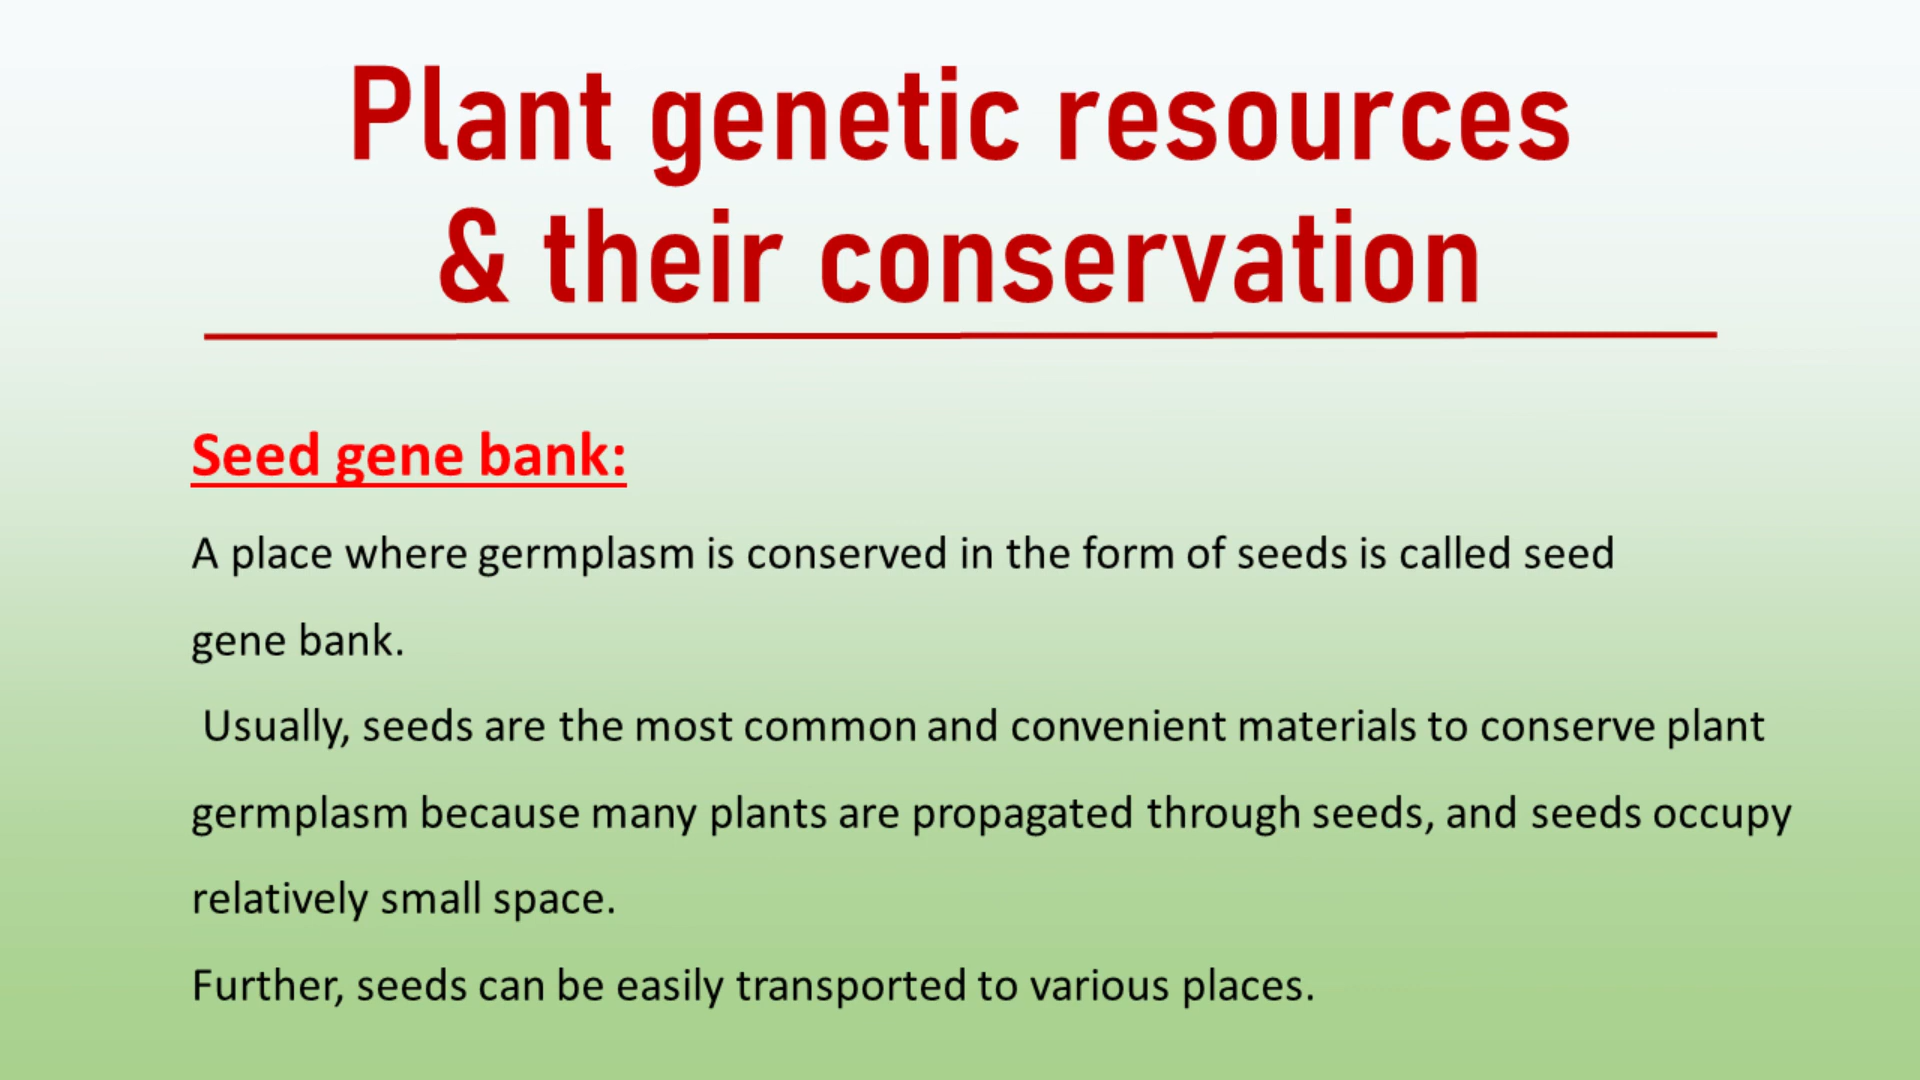 Plant genetic resources
& their conservation
Seed gene bank:
A place where germplasm is conserved in the form of seeds is called seed
gene bank.
Usually, seeds are the most common and convenient materials to conserve plant
germplasm because many plants are propagated through seeds, and seeds occupy
relatively small space.
Further, seeds can be easily transported to various places.